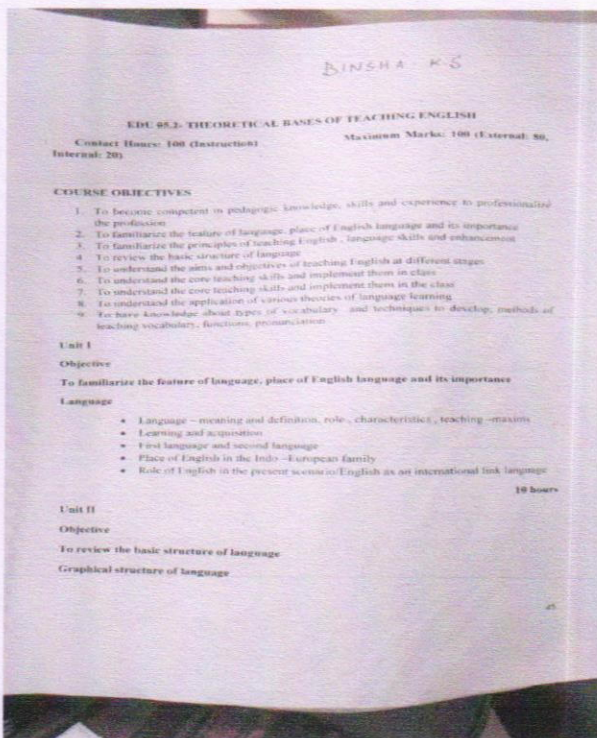 BINSHA K S
EDU 05.2- THEORETICAL BASES OF TEACHING ENGLISH
Contact Hours: 100 (Instruction) Maximum Marks: 100 (External: 80,
Internal: 20)
COURSE OBJECTIVES
1. To become competent in pedagogic knowledge, skills and experience to professionalize
the profession
2. To familiarize the feature of language, place of English language and its importance
3. To familiarize the principles of teaching English , language skills and enhancement
4. To review the basic structure of language
5. To understand the aims and objectives of teaching English at different stages
6. To understand the core teaching skills and implement them in class
7. To understand the core teaching skills and implement them in the class
8. To understand the application of various theories of language learning
9. To have knowledge about types of vocabulary and techniques to develop, methods of
teaching vocabulary, functions, pronunciation
Unit I
Objective
To familiarize the feature of language, place of English language and its importance
Language
• Language – meaning and definition, role , characteristics , teaching –maxims
• Learning and acquisition
• First language and second language
• Place of English in the Indo –European family
• Role of English in the present scenario/English as an international link language
10 hours
Unit II
Objective
To review the basic structure of language
Graphical structure of language
45